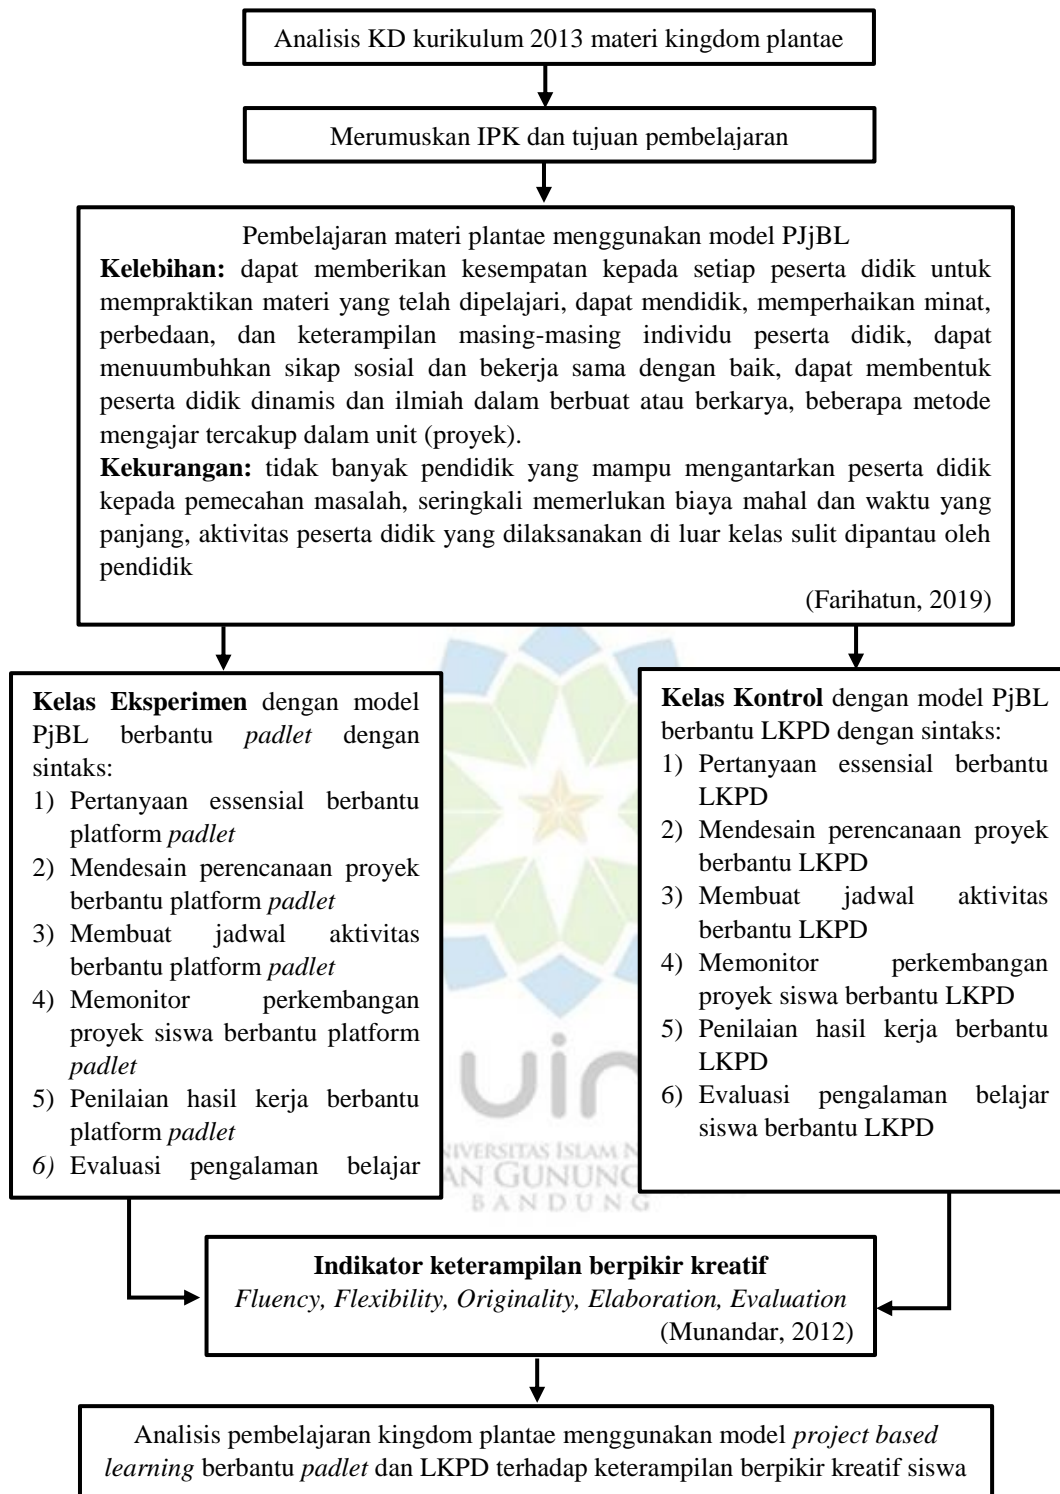 Analisis KD kurikulum 2013 materi kingdom plantae
Merumuskan IPK dan tujuan pembelajaran
Pembelajaran materi plantae menggunakan model PJjBL
Kelebihan: dapat memberikan kesempatan kepada setiap peserta didik untuk
mempraktikan materi yang telah dipelajari, dapat mendidik, memperhaikan minat,
perbedaan, dan keterampilan masing-masing individu peserta didik, dapat
menuumbuhkan sikap sosial dan bekerja sama dengan baik, dapat membentuk
peserta didik dinamis dan ilmiah dalam berbuat atau berkarya, beberapa metode
mengajar tercakup dalam unit (proyek).
Kekurangan: tidak banyak pendidik yang mampu mengantarkan peserta didik
kepada pemecahan masalah, seringkali memerlukan biaya mahal dan waktu yang
panjang, aktivitas peserta didik yang dilaksanakan di luar kelas sulit dipantau oleh
pendidik
(Farihatun, 2019)
Kelas Eksperimen dengan model
PjBL berbantu padlet dengan
sintaks:
1) Pertanyaan essensial berbantu
platform padlet
2) Mendesain perencanaan proyek
berbantu platform padlet
3) Membuat jadwal aktivitas
berbantu platform padlet
4) Memonitor perkembangan
proyek siswa berbantu platform
padlet
5) Penilaian hasil kerja berbantu
platform padlet
6) Evaluasi pengalaman belajar
Kelas Kontrol dengan model PjBL
berbantu LKPD dengan sintaks:
1) Pertanyaan essensial berbantu
LKPD
2) Mendesain perencanaan proyek
berbantu LKPD
3) Membuat jadwal aktivitas
berbantu LKPD
4) Memonitor perkembangan
proyek siswa berbantu LKPD
5) Penilaian hasil kerja berbantu
LKPD
6) Evaluasi pengalaman belajar
siswa berbantu LKPD
uin
ISLAM
GUNUNG
BANDUNG
Indikator keterampilan berpikir kreatif
Fluency, Flexibility, Originality, Elaboration, Evaluation
(Munandar, 2012)
Analisis pembelajaran kingdom plantae menggunakan model project based
learning berbantu padlet dan LKPD terhadap keterampilan berpikir kreatif siswa